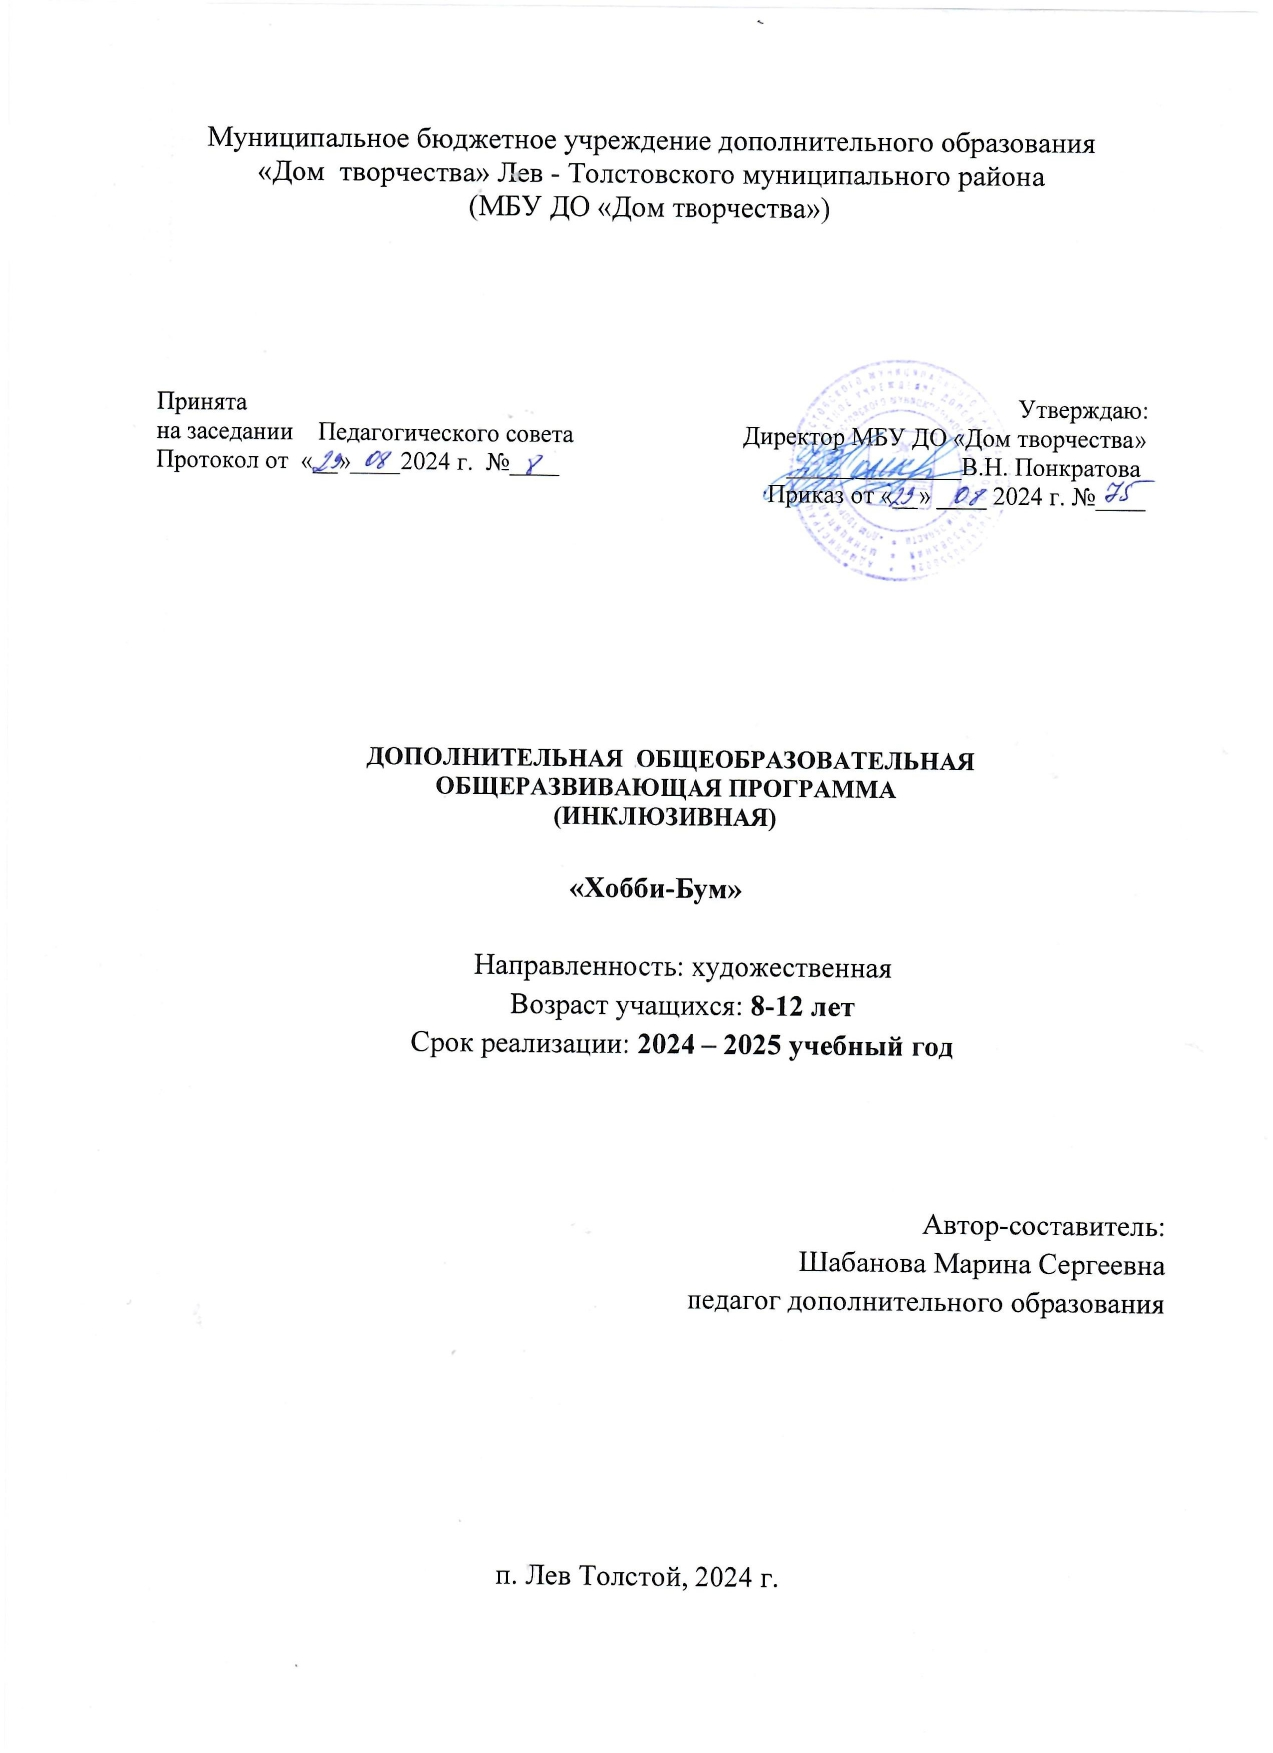 Муниципальное бюджетное учреждение дополнительного образования
«Дом творчества» Лев - Толстовского муниципального района
(МБУ ДО «Дом творчества»)
Принята
на заседании Педагогического совета
Протокол от «29» 08 2024 г. № 8
Утверждаю:
Директор МБУ ДО «Дом творчества»
В.Н. Понкратова
Приказ от «29» 08 2024 г. № 75
ДОПОЛНИТЕЛЬНАЯ ОБЩЕОБРАЗОВАТЕЛЬНАЯ
ОБЩЕРАЗВИВАЮЩАЯ ПРОГРАММА
(ИНКЛЮЗИВНАЯ)
«Хобби-Бум»
Направленность: художественная
Возраст учащихся: 8-12 лет
Срок реализации: 2024 – 2025 учебный год
Автор-составитель:
Шабанова Марина Сергеевна
педагог дополнительного образования
п. Лев Толстой, 2024 г.